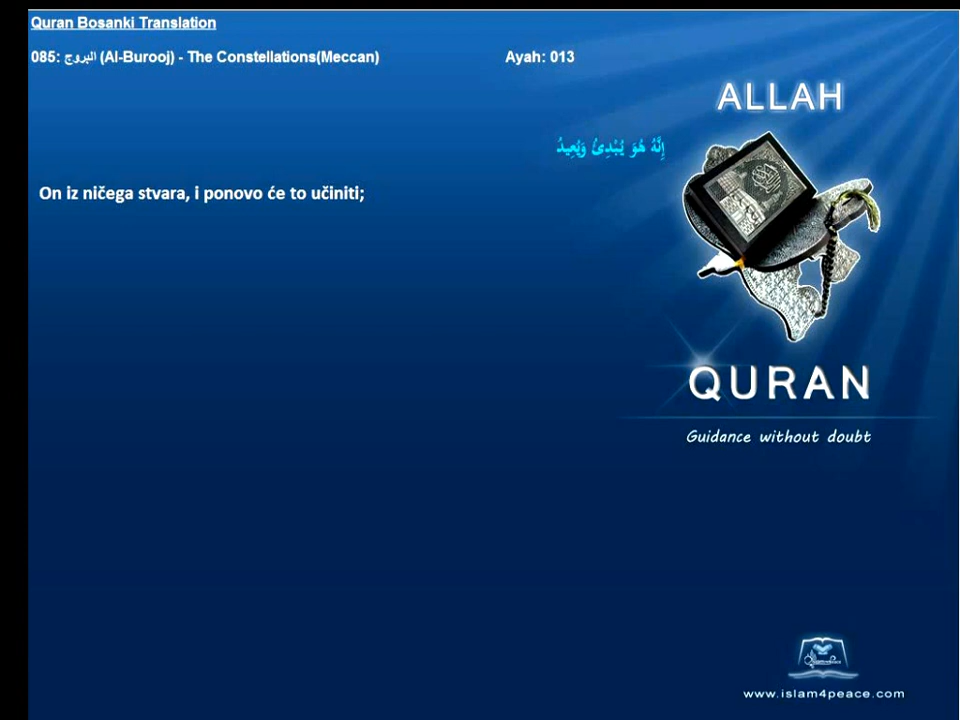 Quran Bosanki Translation
085: البروج (Al-Burooj) - The Constellations(Meccan) Ayah: 013
ALLAH
إِنَّهُ هُوَ يُبْدِئُ وَيُعِيدُ
On iz ničega stvara, i ponovo će to učiniti;
QURAN
Guidance without doubt
www.islam4peace.com